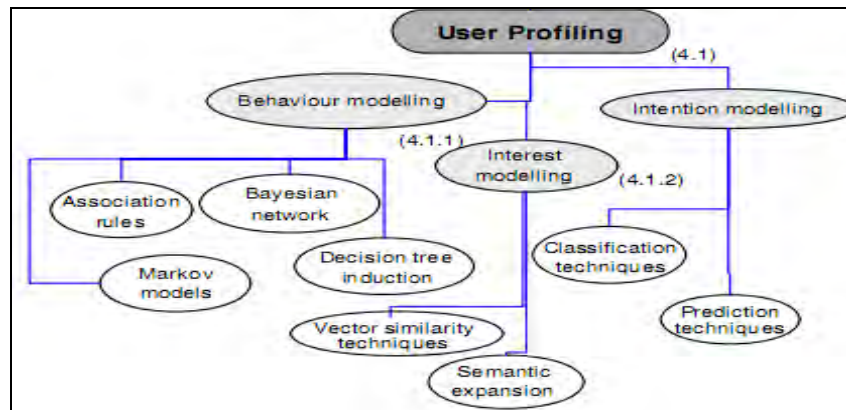 User Profiling
(4.1)
Behaviour modelling
Intention modelling
(4.1.1)
Interest
modelling
(4.1.2)
Association
rules
Bayesian
network
Classification
techniques
Decision tree
induction
Markov
models
Prediction
techniques
Vector similarity
techniques
Semantic
expansion